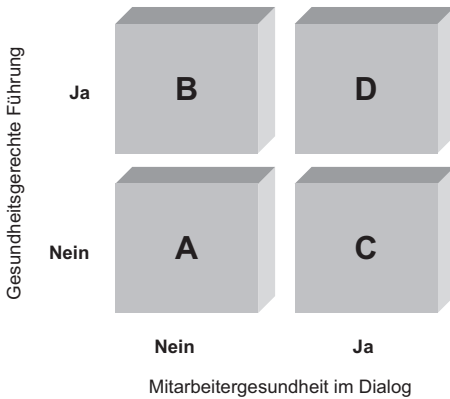 Gesundheitsgerechte Führung
Ja
B
D
Nein
A
C
Nein
Ja
Mitarbeitergesundheit im Dialog